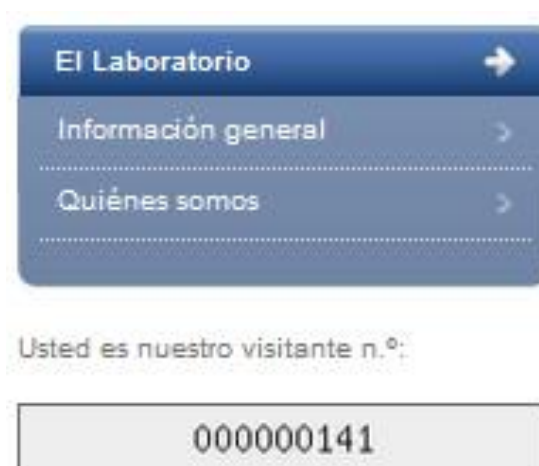 El Laboratorio
Información general
Quiénes somos
Usted es nuestro visitante n.º:
000000141